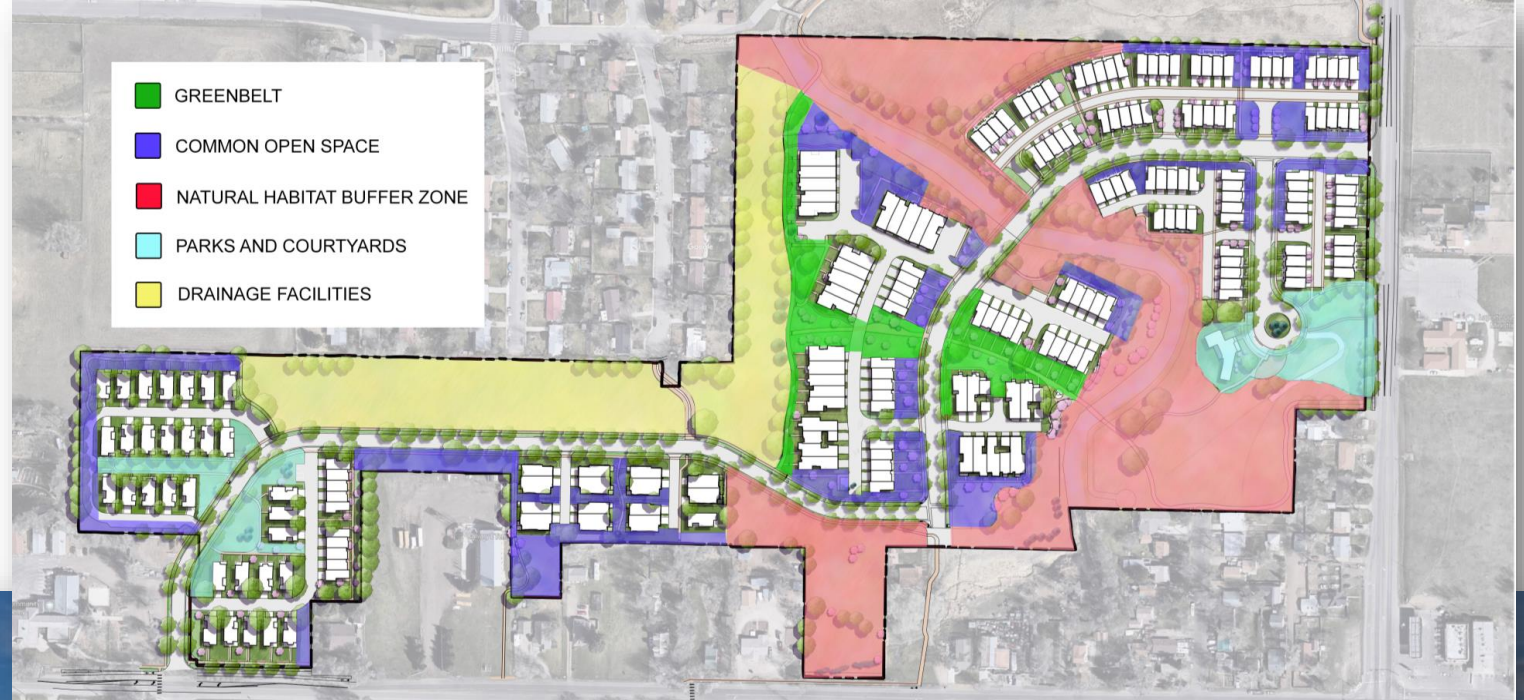 GREENBELT
COMMON OPEN SPACE
NATURAL HABITAT BUFFER ZONE
PARKS AND COURTYARDS
DRAINAGE FACILITIES